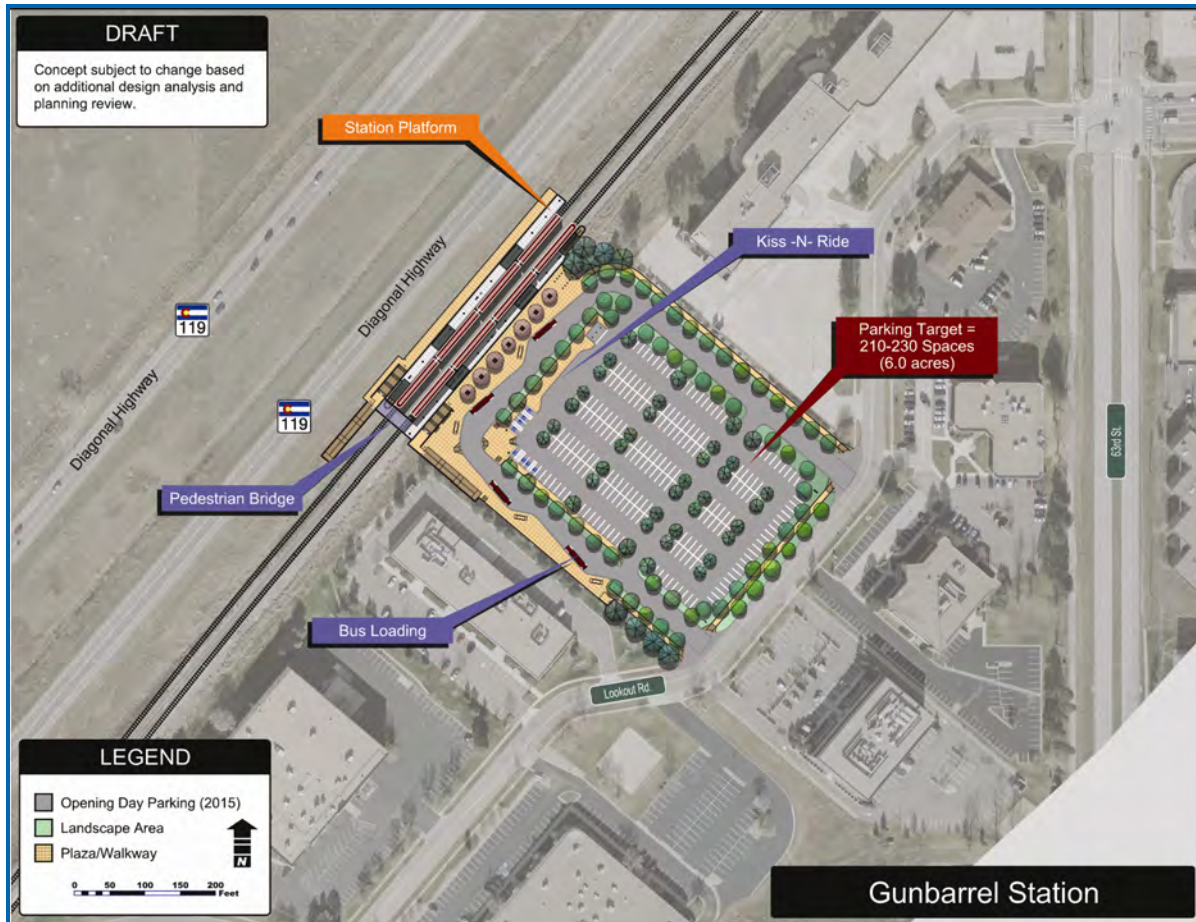 DRAFT
Concept subject to change based
on additional design analysis and
planning review.
Station Platform
Kiss -N- Ride
Diagonal Highway
Diagonal Highway
119
119
Parking Target =
210-230 Spaces
(6.0 acres)
63rd St.
Pedestrian Bridge
Bus Loading
Lookout Rd.
LEGEND
Opening Day Parking (2015)
Landscape Area
Plaza/Walkway
N
0 50 100 150 200
Feet
Gunbarrel Station